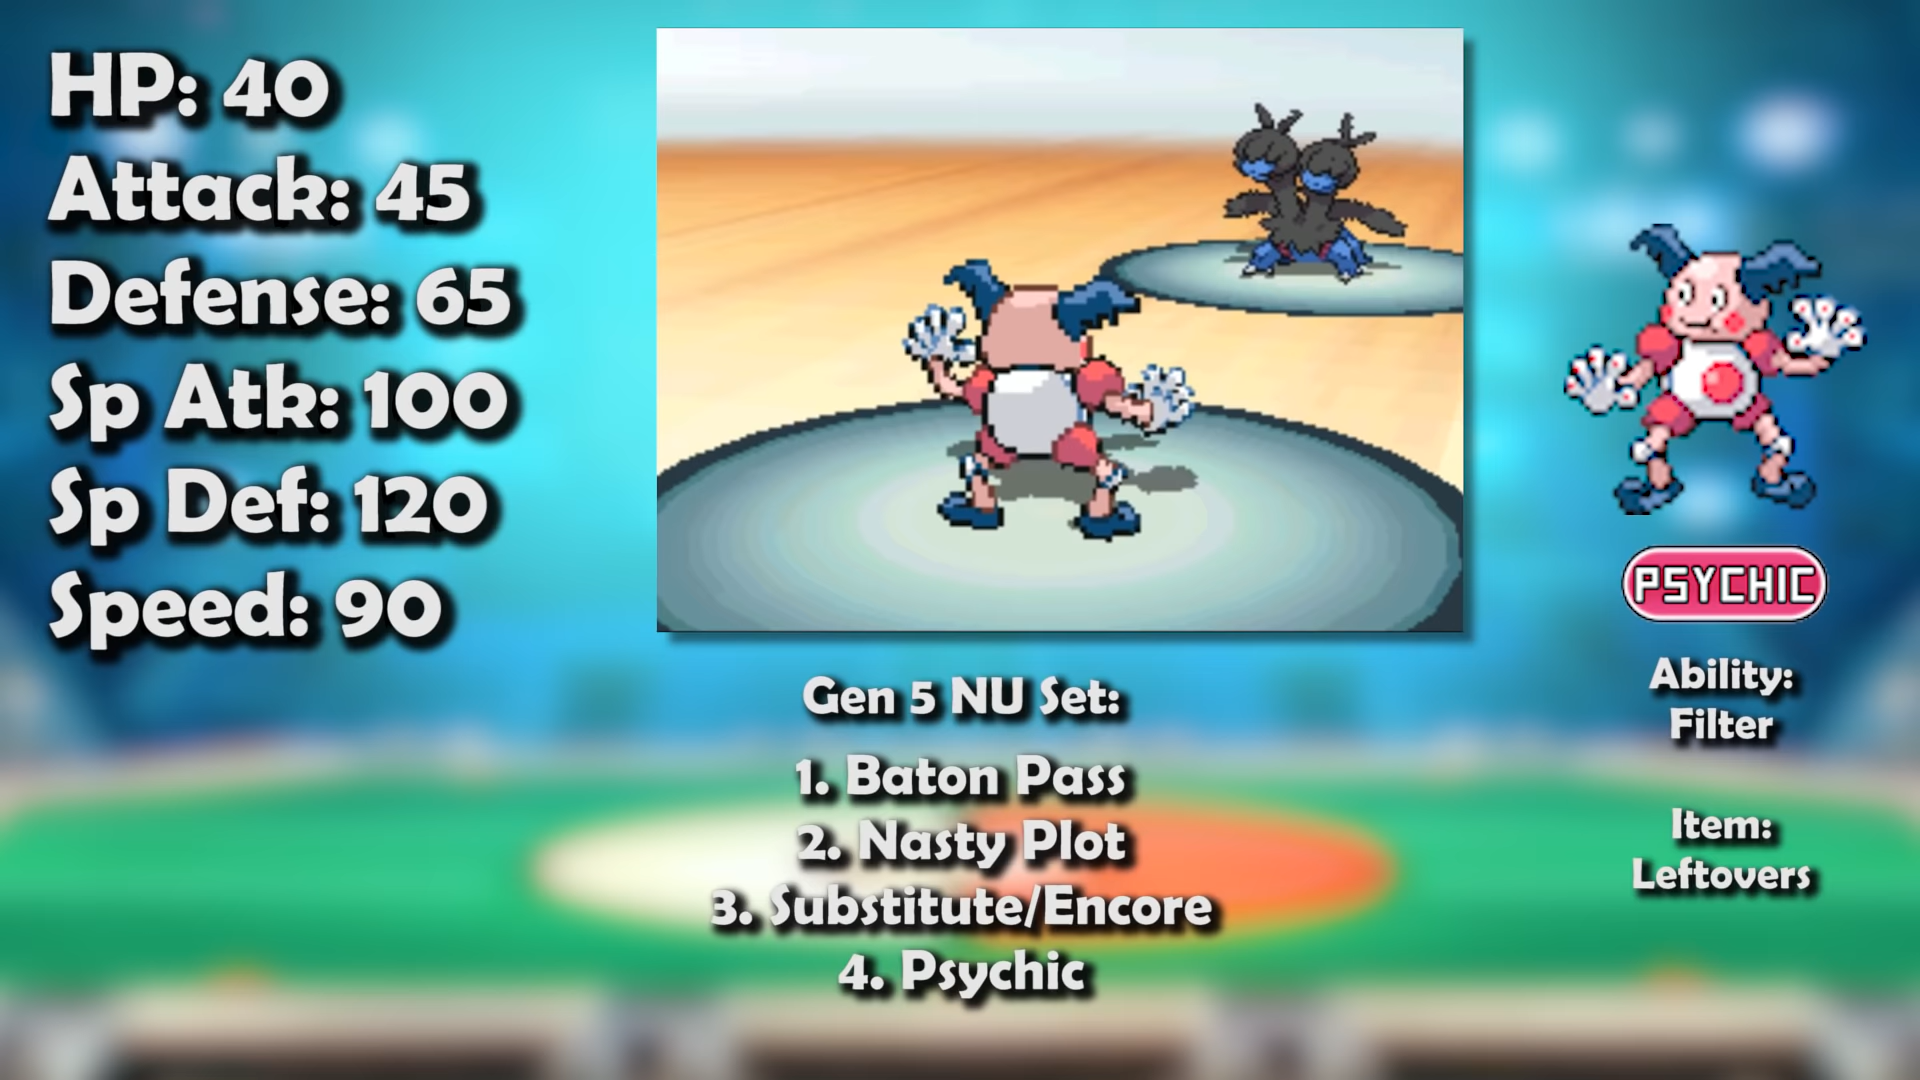 HP: 40
Attack: 45
Defense: 65
Sp Atk: 100
Sp Def: 120
Speed: 90
PSYCHIC
Ability:
Filter
Item:
Leftovers
Gen 5 NU Set:
1. Baton Pass
2. Nasty Plot
3. Substitute/Encore
4. Psychic